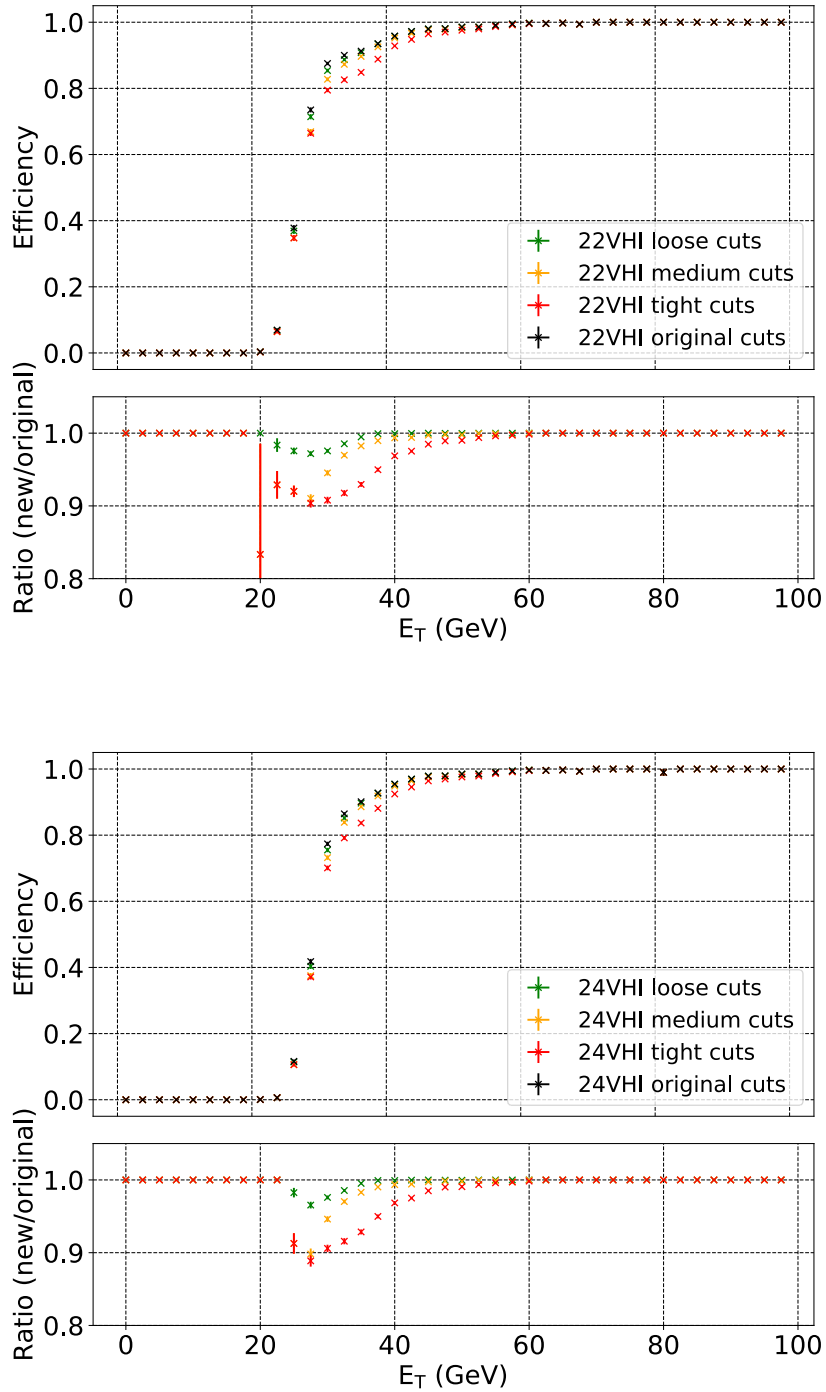 1.0
0.8
0.6
0.4
0.2
0.0
Efficiency
22VHI loose cuts
22VHI medium cuts
22VHI tight cuts
22VHI original cuts
1.0
0.9
0.8
Ratio (new/original)
0 20 40 60 80 100
E_T (GeV)
1.0
0.8
0.6
0.4
0.2
0.0
Efficiency
24VHI loose cuts
24VHI medium cuts
24VHI tight cuts
24VHI original cuts
1.0
0.9
0.8
Ratio (new/original)
0 20 40 60 80 100
E_T (GeV)